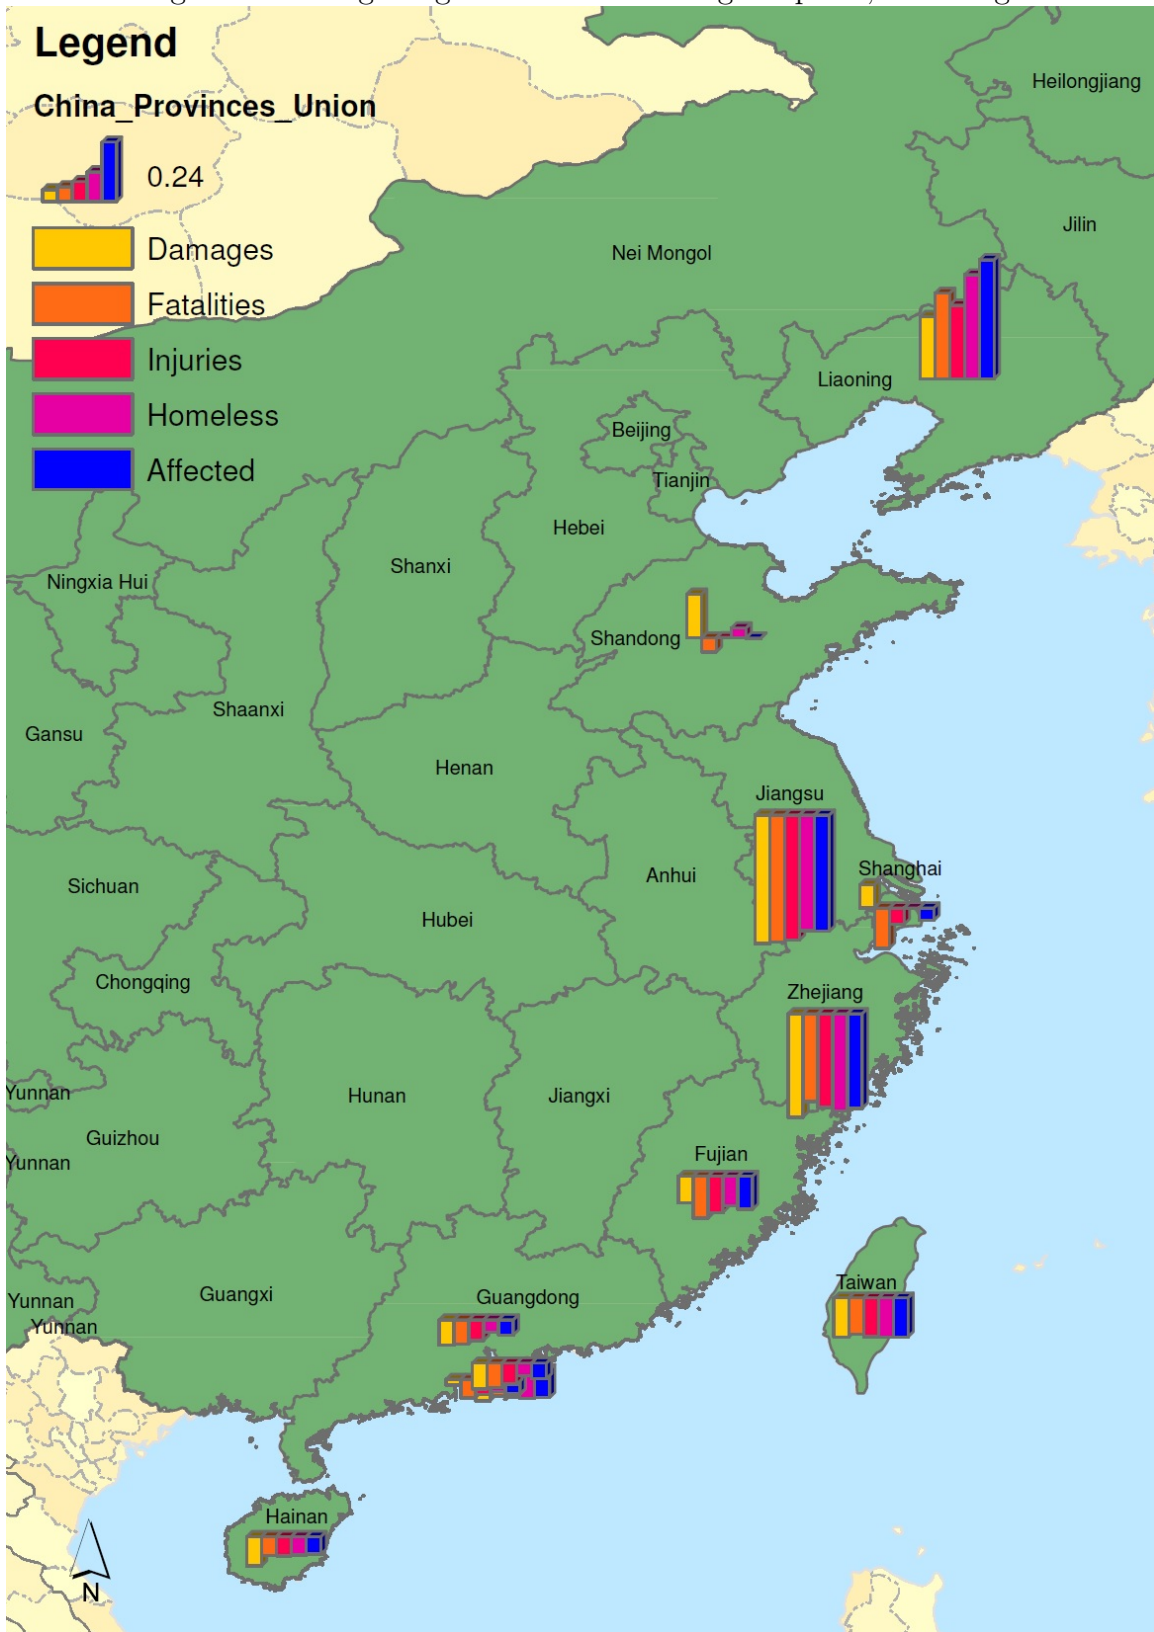 Legend
China_Provinces_Union
0.24
Damages
Fatalities
Injuries
Homeless
Affected
Heilongjiang
Jilin
Nei Mongol
Liaoning
Beijing
Tianjin
Hebei
Shanxi
Ningxia Hui
Shandong
Shaanxi
Gansu
Henan
Jiangsu
Shanghai
Anhui
Sichuan
Hubei
Chongqing
Zhejiang
Yunnan
Hunan
Jiangxi
Guizhou
Fujian
Yunnan
Taiwan
Guangxi
Guangdong
Yunnan
Yunnan
Hainan
N